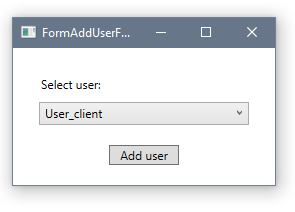 FormAddUserF...
Select user:
User_client
Add user